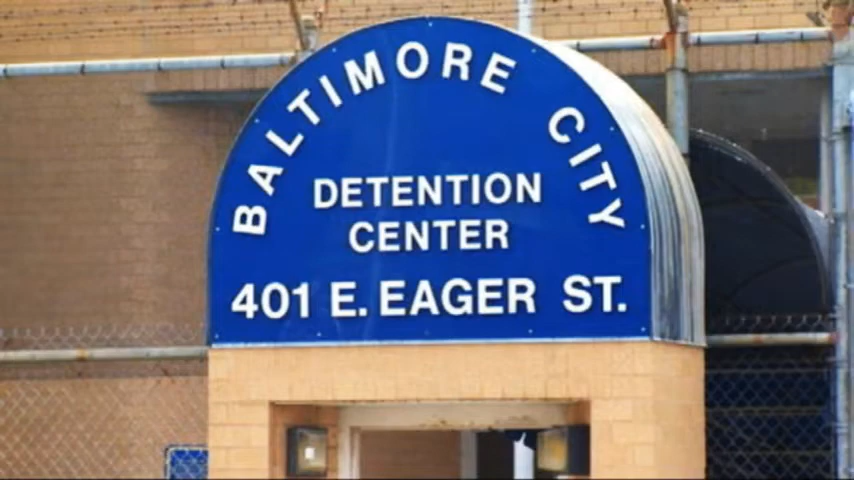 BALTIMORE CITY
DETENTION
CENTER
401 E. EAGER ST.